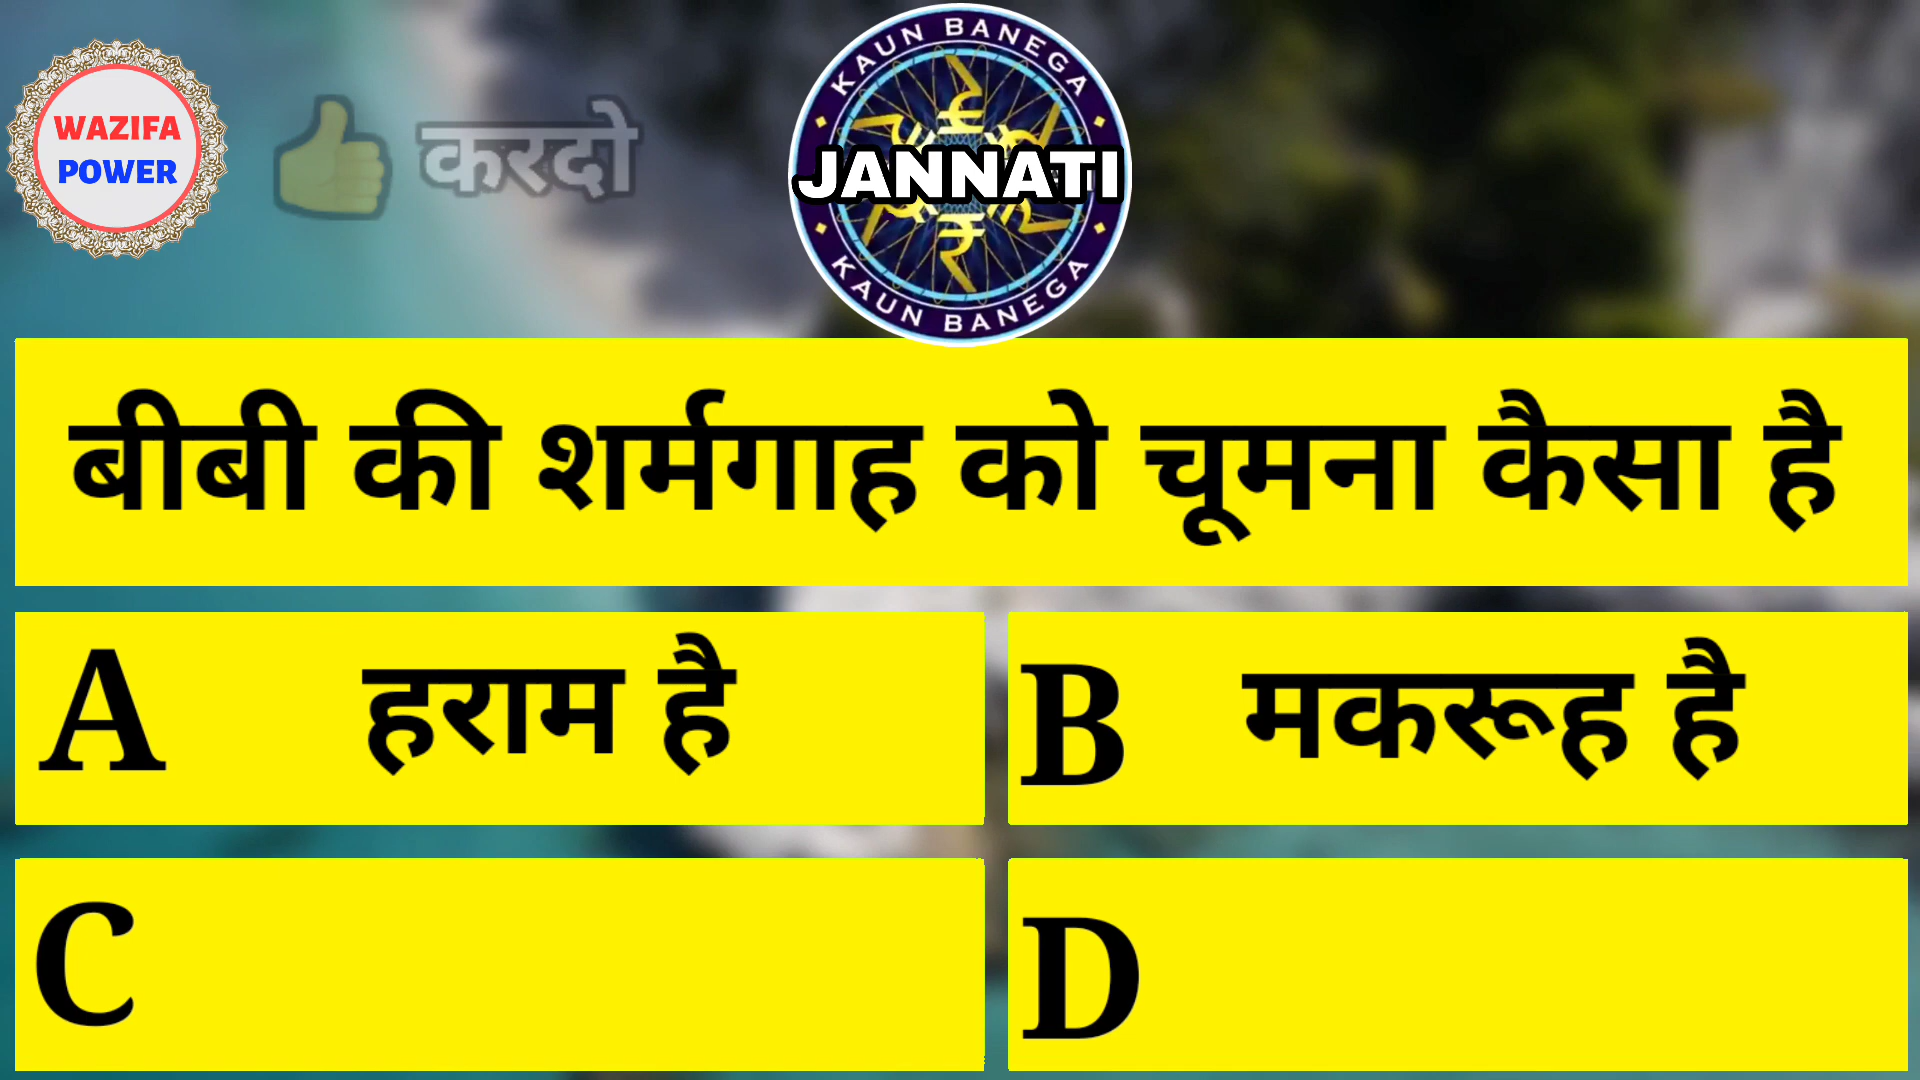 KAUN BANEGA
WAZIFA
POWER
करदो
JANNATI
KAUN BANEGA
बीबी की शर्मगाह को चूमना कैसा है
A हराम है
B मकरूह है
C
D